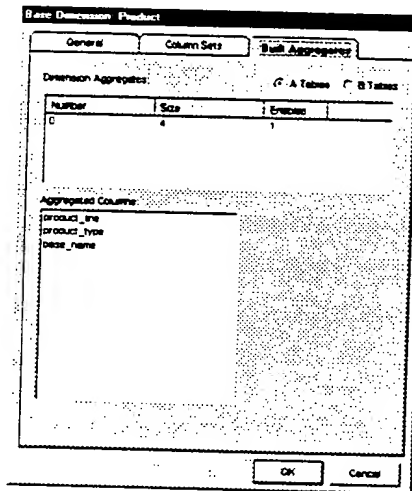 Base Dimension Product
General Column Sets Built Aggregates
Dimension Aggregates: A Tables B Tables
Number Size Enabled
0 4 1
Aggregated Columns:
product_line
product_type
base_name
OK Cancel